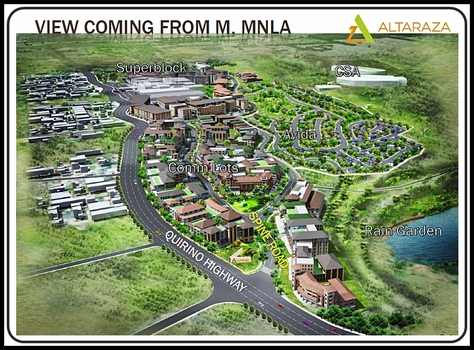 VIEW COMING FROM M. MNLA
ALTARAZA
Superblock
CSA
Avida
Comm Lots
SPINE ROAD
Rain Garden
QUIRINO HIGHWAY